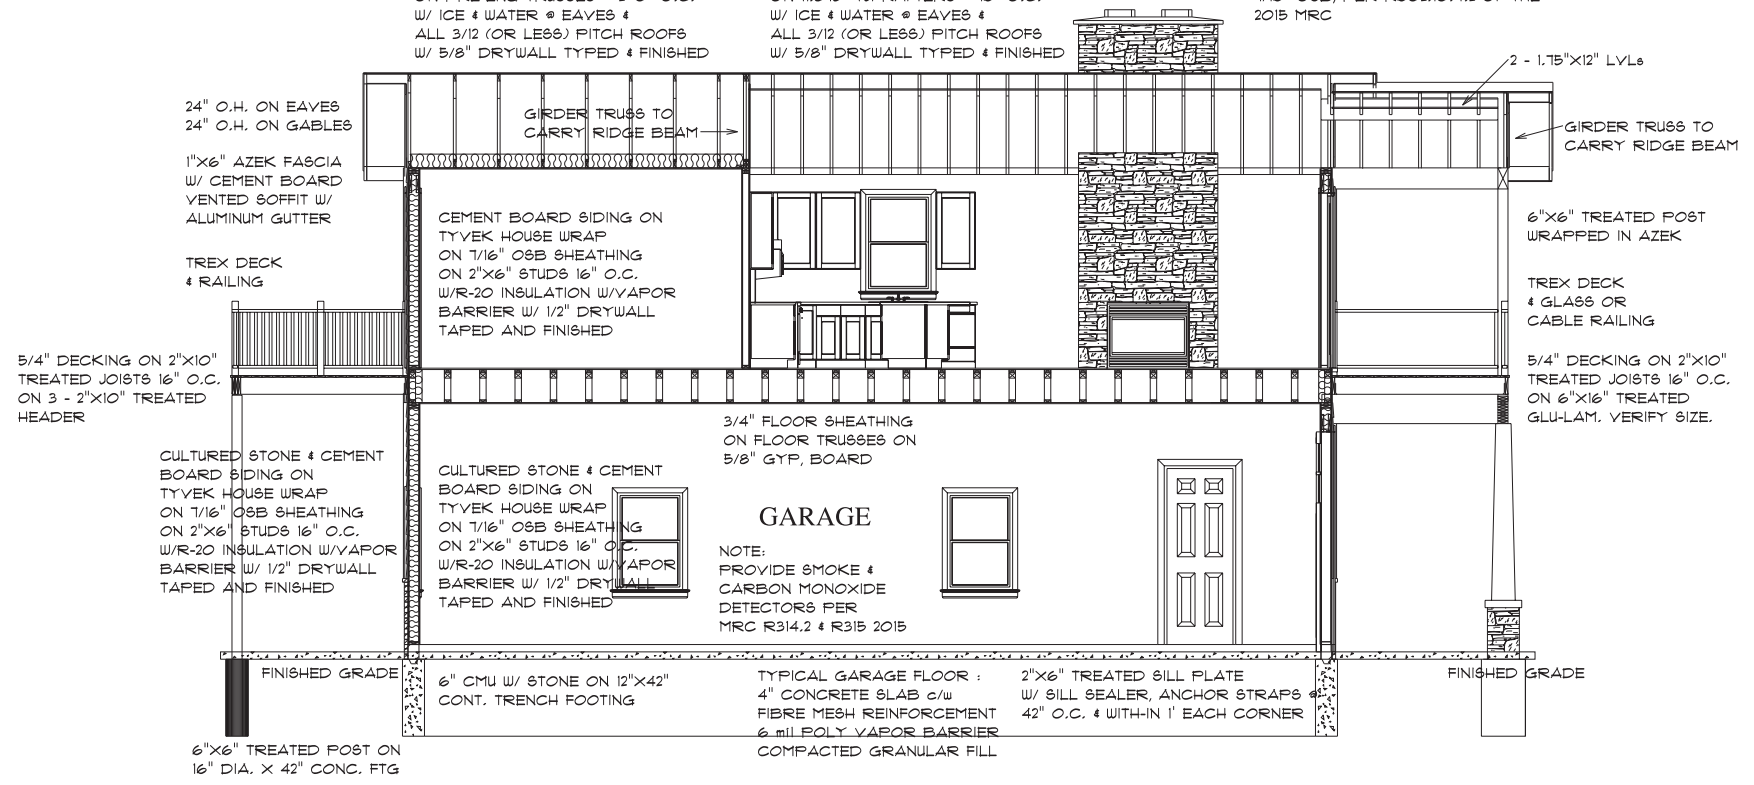 W/ ICE & WATER @ EAVES &
ALL 3/12 (OR LESS) PITCH ROOFS
W/ 5/8" DRYWALL TYPED & FINISHED
W/ ICE & WATER @ EAVES &
ALL 3/12 (OR LESS) PITCH ROOFS
W/ 5/8" DRYWALL TYPED & FINISHED
2015 MRC
2 - 1.75"X12" LVLs
24" O.H. ON EAVES
24" O.H. ON GABLES
GIRDER TRUSS TO
CARRY RIDGE BEAM
GIRDER TRUSS TO
CARRY RIDGE BEAM
1"X6" AZEK FASCIA
W/ CEMENT BOARD
VENTED SOFFIT W/
ALUMINUM GUTTER
CEMENT BOARD SIDING ON
TYVEK HOUSE WRAP
ON 7/16" OSB SHEATHING
ON 2"X6" STUDS 16" O.C.
W/R-20 INSULATION W/VAPOR
BARRIER W/ 1/2" DRYWALL
TAPED AND FINISHED
6"X6" TREATED POST
WRAPPED IN AZEK
TREX DECK
& RAILING
TREX DECK
& GLASS OR
CABLE RAILING
5/4" DECKING ON 2"X10"
TREATED JOISTS 16" O.C.
ON 3 - 2"X10" TREATED
HEADER
5/4" DECKING ON 2"X10"
TREATED JOISTS 16" O.C.
ON 6"X16" TREATED
GLU-LAM. VERIFY SIZE.
3/4" FLOOR SHEATHING
ON FLOOR TRUSSES ON
5/8" GYP, BOARD
CULTURED STONE & CEMENT
BOARD SIDING ON
TYVEK HOUSE WRAP
ON 7/16" OSB SHEATHING
ON 2"X6" STUDS 16" O.C.
W/R-20 INSULATION W/VAPOR
BARRIER W/ 1/2" DRYWALL
TAPED AND FINISHED
CULTURED STONE & CEMENT
BOARD SIDING ON
TYVEK HOUSE WRAP
ON 7/16" OSB SHEATHING
ON 2"X6" STUDS 16" O.C.
W/R-20 INSULATION W/VAPOR
BARRIER W/ 1/2" DRYWALL
TAPED AND FINISHED
GARAGE
NOTE:
PROVIDE SMOKE &
CARBON MONOXIDE
DETECTORS PER
MRC R314.2 & R315 2015
FINISHED GRADE
6" CMU W/ STONE ON 12"X42"
CONT. TRENCH FOOTING
TYPICAL GARAGE FLOOR :
4" CONCRETE SLAB c/w
FIBRE MESH REINFORCEMENT
6 mil POLY VAPOR BARRIER
COMPACTED GRANULAR FILL
2"X6" TREATED SILL PLATE
W/ SILL SEALER, ANCHOR STRAPS @
42" O.C. & WITH-IN 1' EACH CORNER
FINISHED GRADE
6"X6" TREATED POST ON
16" DIA. X 42" CONC. FTG